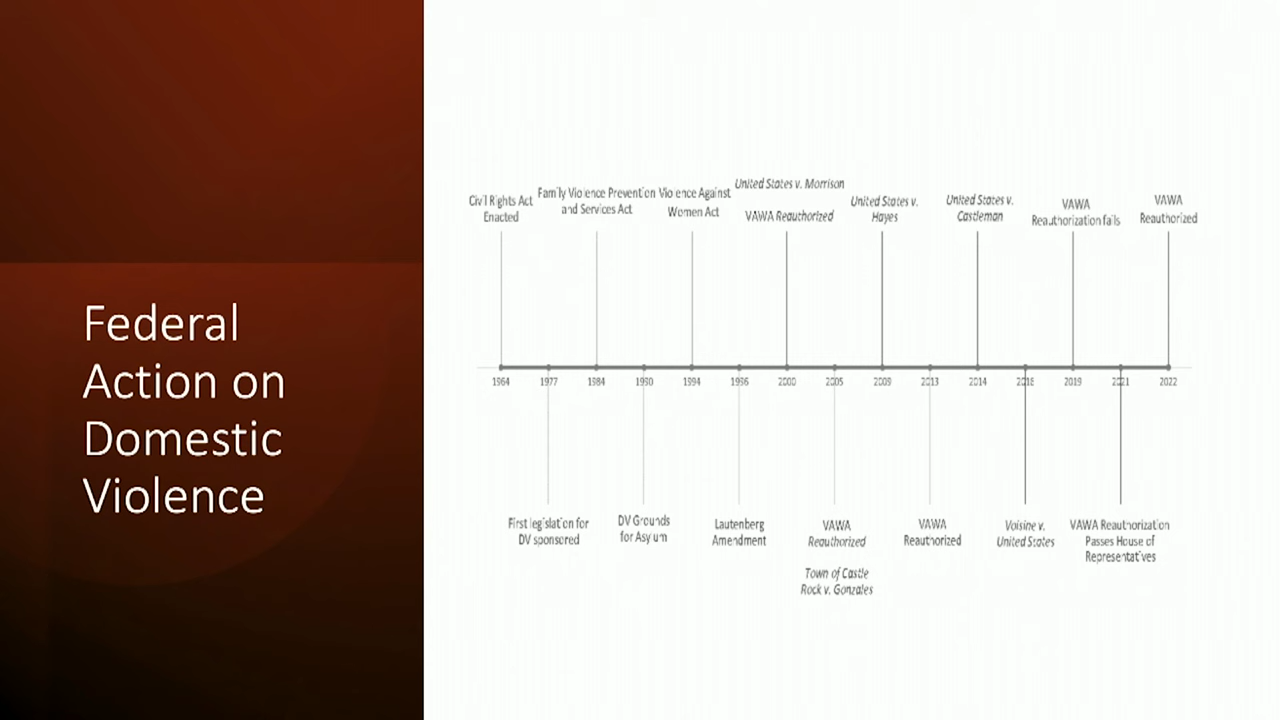 Federal
Action on
Domestic
Violence
Civil Rights Act
Enacted
Family Violence Prevention
and Services Act
Violence Against
Women Act
United States v. Morrison
VAWA Reauthorized
United States v.
Hayes
United States v.
Castleman
VAWA
Reauthorization fails
VAWA
Reauthorized
1964 1977 1984 1990 1994 1996 2000 2005 2009 2013 2014 2016 2019 2021 2022
First legislation for
DV sponsored
DV Grounds
for Asylum
Lautenberg
Amendment
VAWA
Reauthorized
Town of Castle
Rock v. Gonzales
VAWA
Reauthorized
Voisine v.
United States
VAWA Reauthorization
Passes House of
Representatives